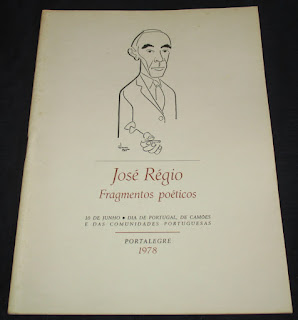 José Régio
Fragmentos poéticos
10 DE JUNHO • DIA DE PORTUGAL, DE CAMÕES
E DAS COMUNIDADES PORTUGUESAS
PORTALEGRE
1978